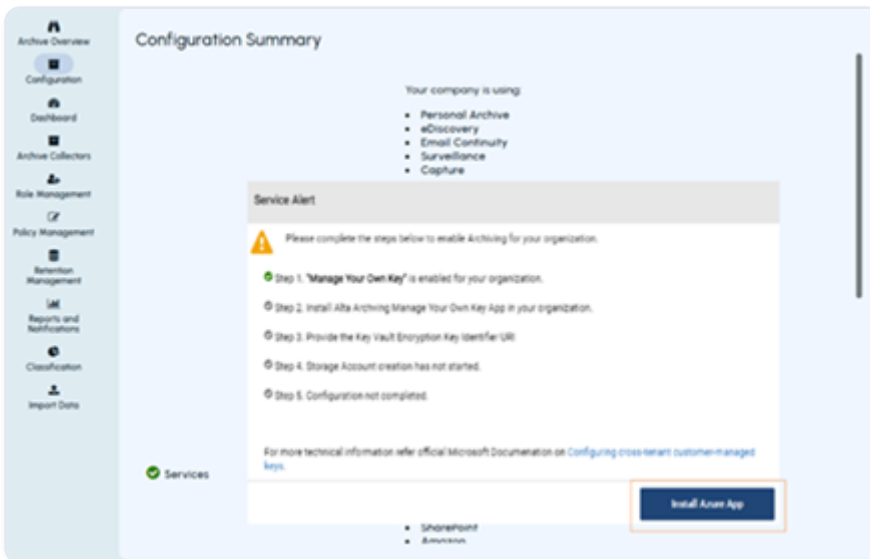 Archive Overview
Configuration
Dashboard
Archive Collectors
Role Management
Policy Management
Retention
Management
Reports and
Notifications
Classification
Import Data
Configuration Summary
Your company is using:
Personal Archive
eDiscovery
Email Continuity
Surveillance
Capture
Service Alert
Please complete the steps below to enable Archiving for your organization.
Step 1. "Manage Your Own Key" is enabled for your organization.
Step 2. Install Alta Archiving Manage Your Own Key App in your organization.
Step 3. Provide the Key Vault Encryption Key Identifier URI
Step 4. Storage Account creation has not started.
Step 5. Configuration not completed.
For more technical information refer official Microsoft Documenation on Configuring cross-tenant customer-managed
keys.
Install Azure App
Services
SharePoint
Amazon